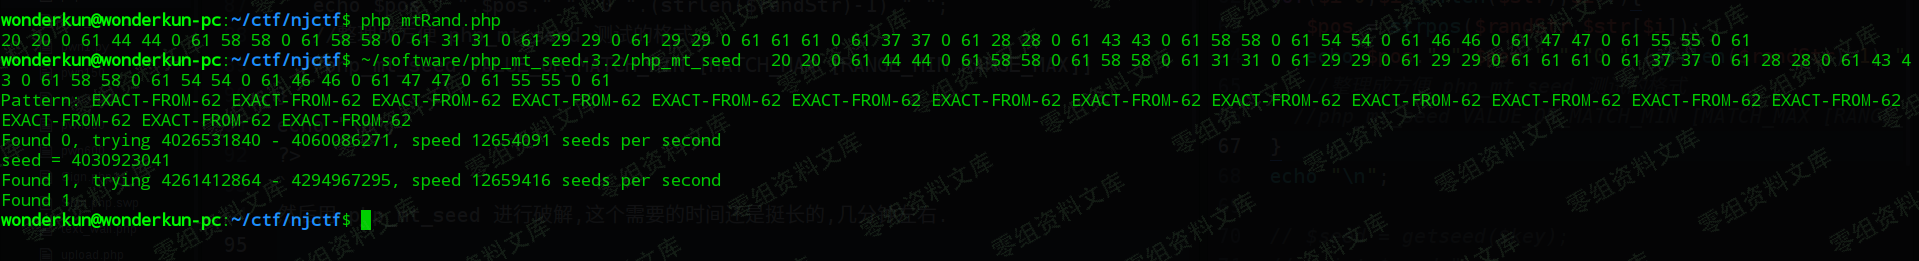 wonderkun@wonderkun-pc:~/ctf/njctf$ php mtRand.php
20 20 0 61 44 44 0 61 58 58 0 61 58 58 0 61 31 31 0 61 29 29 0 61 29 29 0 61 61 61 0 61 37 37 0 61 28 28 0 61 43 43 0 61 58 58 0 61 54 54 0 61 46 46 0 61 47 47 0 61 55 55 0 61
wonderkun@wonderkun-pc:~/ctf/njctf$ ~/software/php_mt_seed-3.2/php_mt_seed 20 20 0 61 44 44 0 61 58 58 0 61 58 58 0 61 31 31 0 61 29 29 0 61 29 29 0 61 61 61 0 61 37 37 0 61 28 28 0 61 43 4
3 0 61 58 58 0 61 54 54 0 61 46 46 0 61 47 47 0 61 55 55 0 61
Pattern: EXACT-FROM-62 EXACT-FROM-62 EXACT-FROM-62 EXACT-FROM-62 EXACT-FROM-62 EXACT-FROM-62 EXACT-FROM-62 EXACT-FROM-62 EXACT-FROM-62 EXACT-FROM-62 EXACT-FROM-62 EXACT-FROM-62 EXACT-FROM-62
EXACT-FROM-62 EXACT-FROM-62 EXACT-FROM-62
Found 0, trying 4026531840 - 4060086271, speed 12654091 seeds per second
seed = 4030923041
Found 1, trying 4261412864 - 4294967295, speed 12659416 seeds per second
Found 1
wonderkun@wonderkun-pc:~/ctf/njctf$
零组资料文库